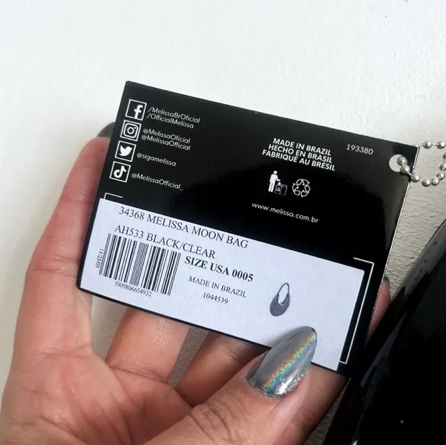 /MelissaBrOficial
/OfficialMelissa
@MelissaOficial
@MelissaOfficial
@sigamelissa
@MelissaOficial_
MADE IN BRAZIL
HECHO EN BRASIL
FABRIQUÉ AU BRÉSIL
193380
www.melissa.com.br
34368 MELISSA MOON BAG
AH533 BLACK/CLEAR
SIZE USA 0005
MADE IN BRAZIL
1044539